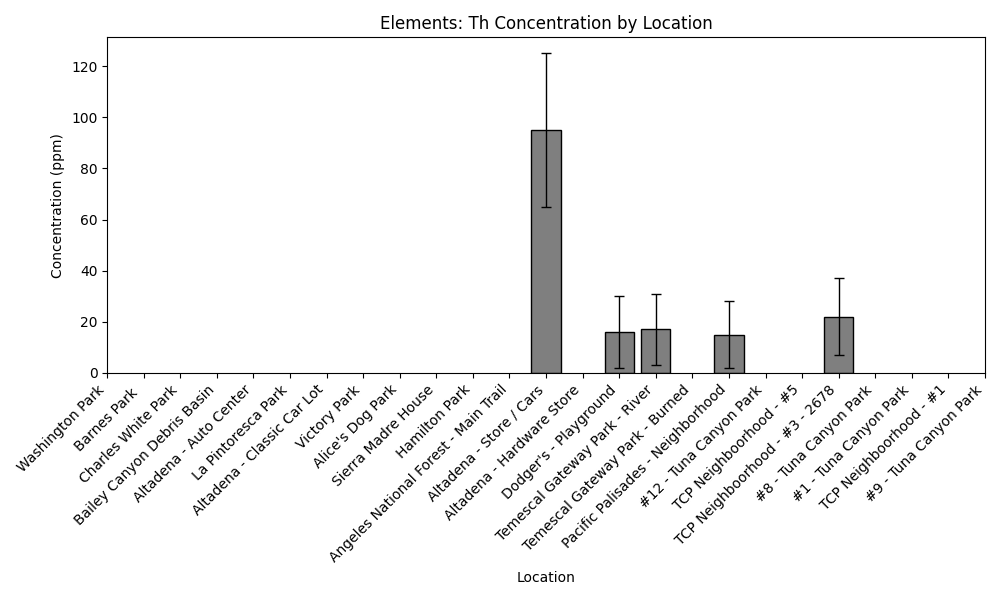 Elements: Th Concentration by Location
Concentration (ppm)
120
100
80
60
40
20
0
Washington Park
Barnes Park
Charles White Park
Bailey Canyon Debris Basin
Altadena - Auto Center
La Pintoresca Park
Altadena - Classic Car Lot
Victory Park
Alice's Dog Park
Sierra Madre House
Hamilton Park
Angeles National Forest - Main Trail
Altadena - Store / Cars
Altadena - Hardware Store
Dodger's - Playground
Temescal Gateway Park - River
Temescal Gateway Park - Burned
Pacific Palisades - Neighborhood
#12 - Tuna Canyon Park
TCP Neighborhood - #5
TCP Neighboorhood - #3 - 2678
#8 - Tuna Canyon Park
#1 - Tuna Canyon Park
TCP Neighboorhood - #1
#9 - Tuna Canyon Park
Location